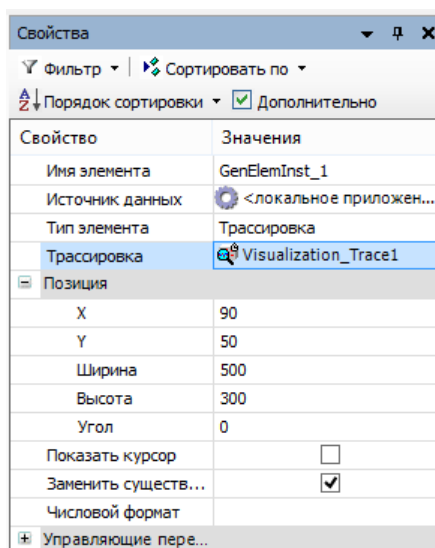 Свойства
Фильтр Сортировать по
Порядок сортировки Дополнительно
Свойство Значения
Имя элемента GenElemInst_1
Источник данных <локальное приложен...
Тип элемента Трассировка
Трассировка Visualization_Trace1
Позиция
X 90
Y 50
Ширина 500
Высота 300
Угол 0
Показать курсор
Заменить существ...
Числовой формат
Управляющие пере...